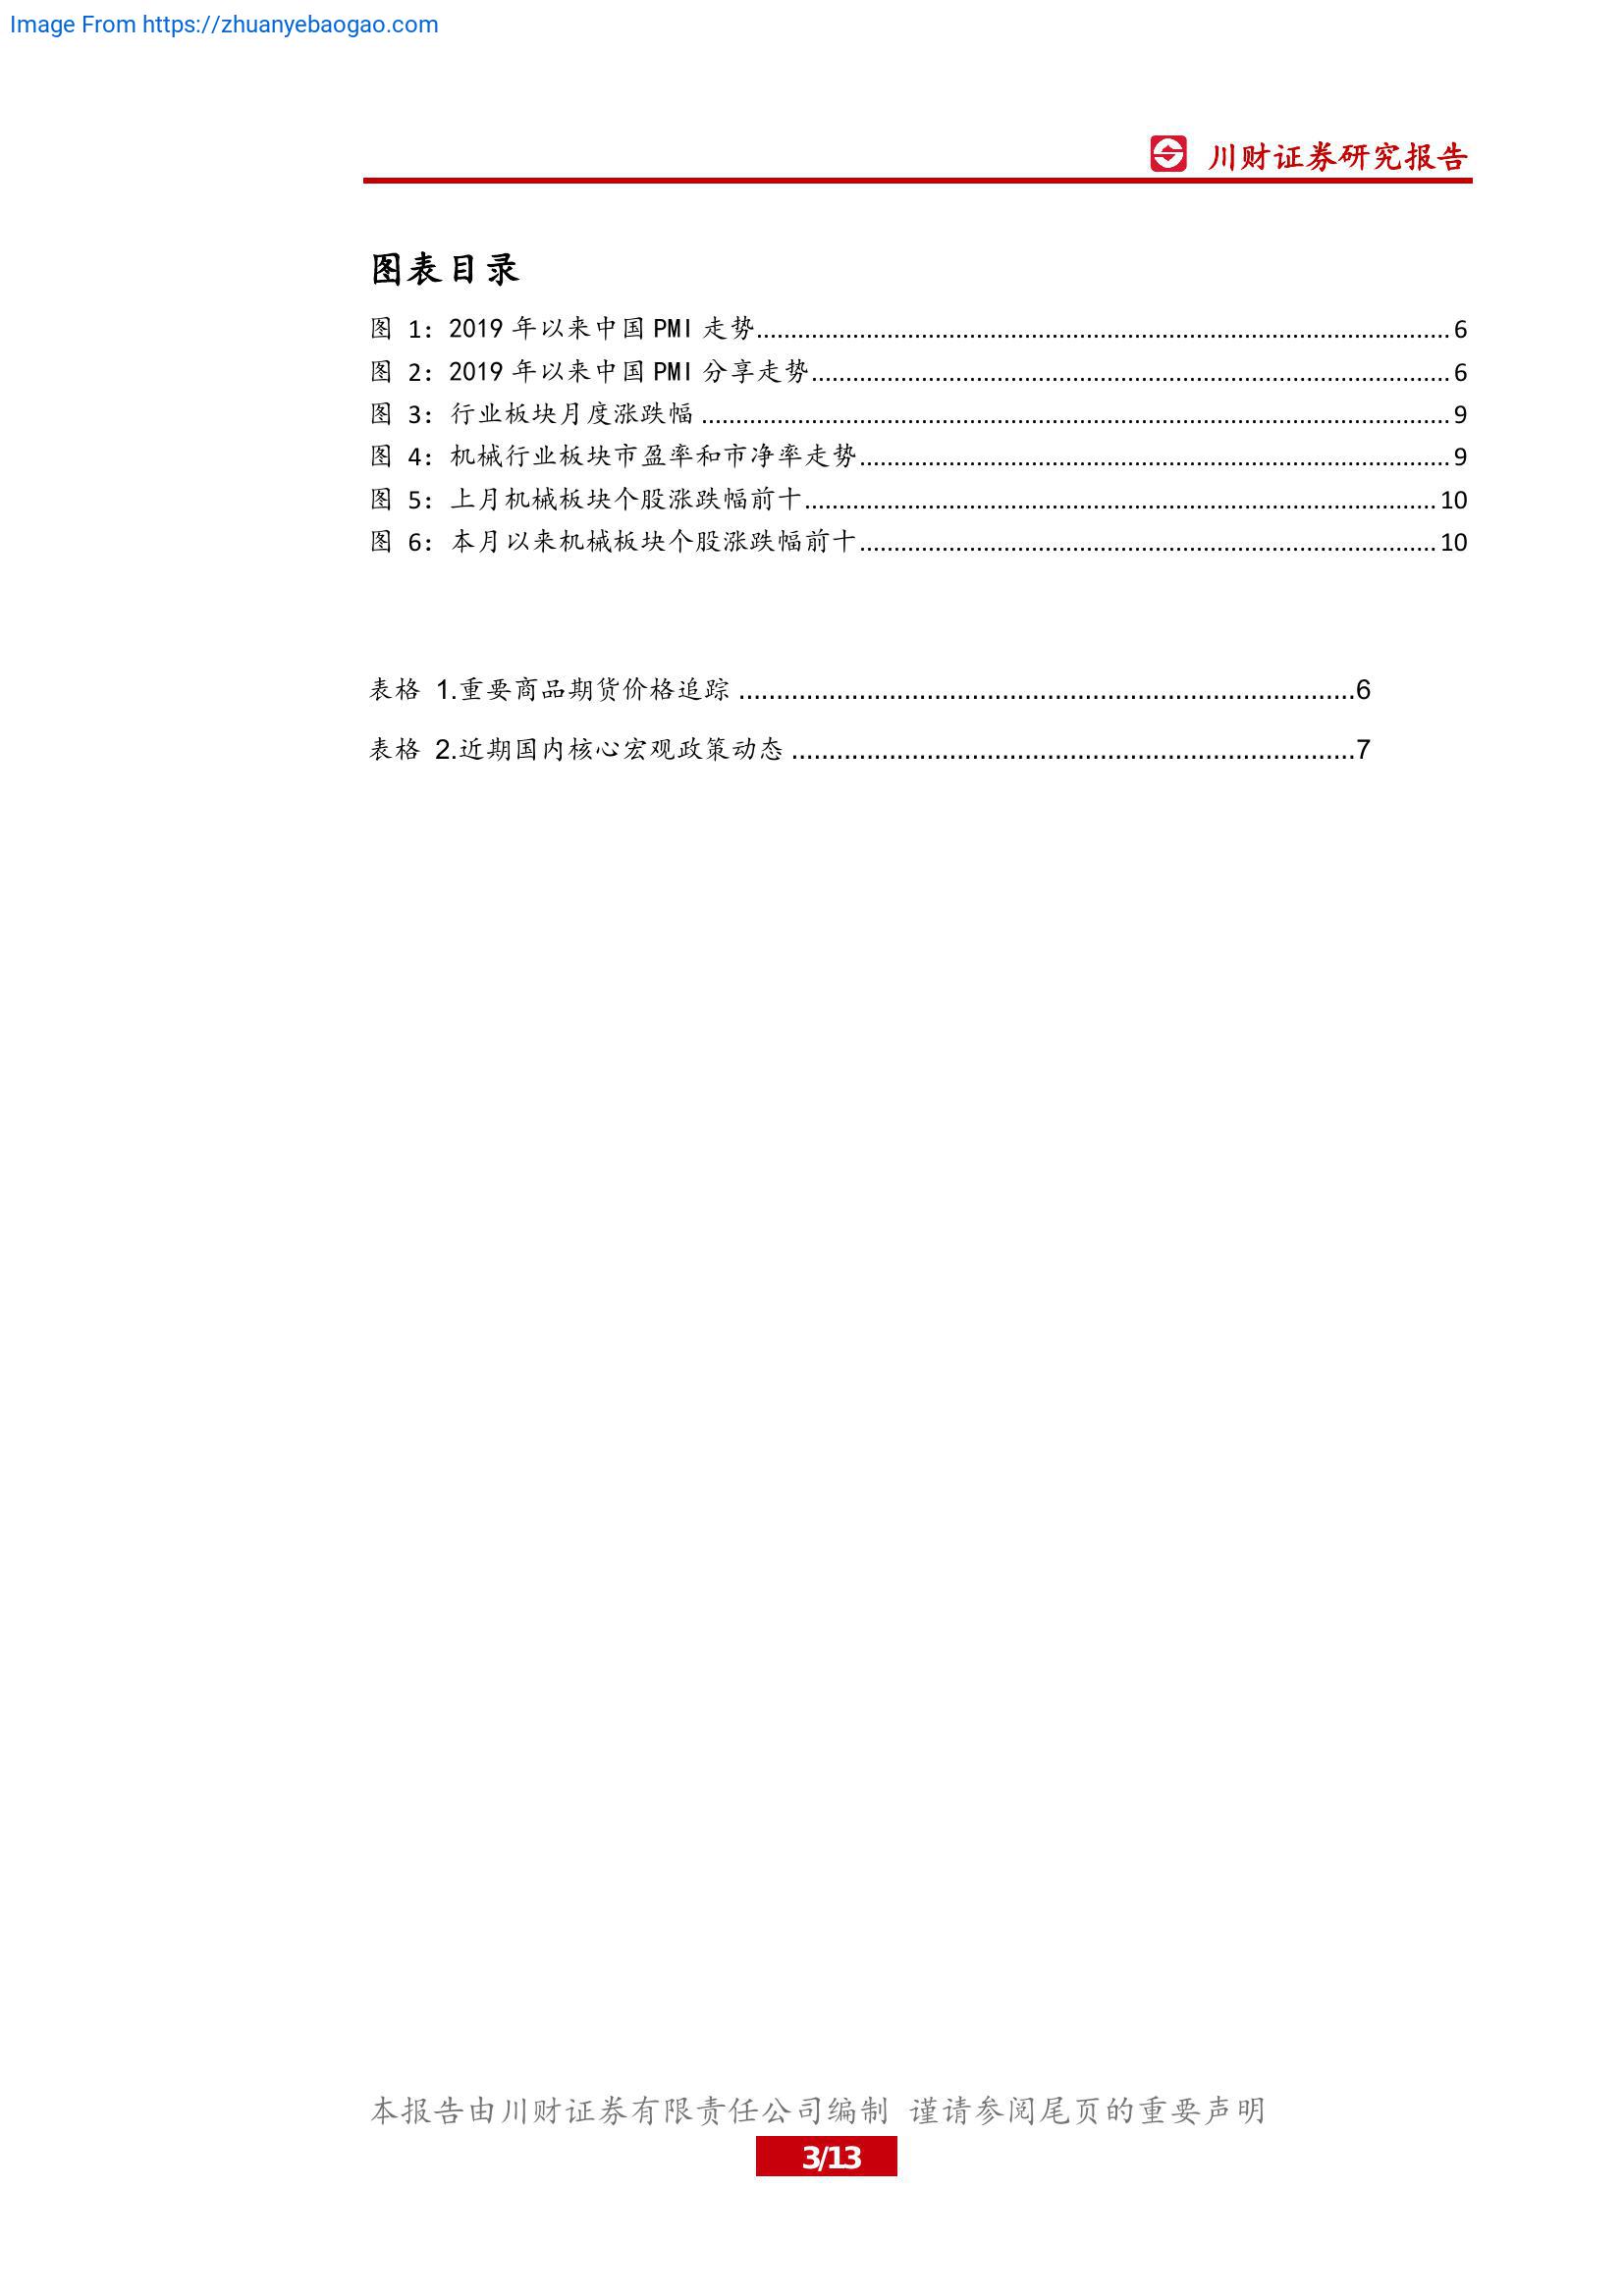 Image From https://zhuanyebaogao.com
川财证券研究报告
图表目录
图 1：2019 年以来中国 PMI 走势........................................ 6
图 2：2019 年以来中国 PMI 分享走势........................................ 6
图 3：行业板块月度涨跌幅 ........................................ 9
图 4：机械行业板块市盈率和市净率走势........................................ 9
图 5：上月机械板块个股涨跌幅前十........................................ 10
图 6：本月以来机械板块个股涨跌幅前十........................................ 10
表格 1.重要商品期货价格追踪 ........................................6
表格 2.近期国内核心宏观政策动态 ........................................7
本报告由川财证券有限责任公司编制 谨请参阅尾页的重要声明
3/13